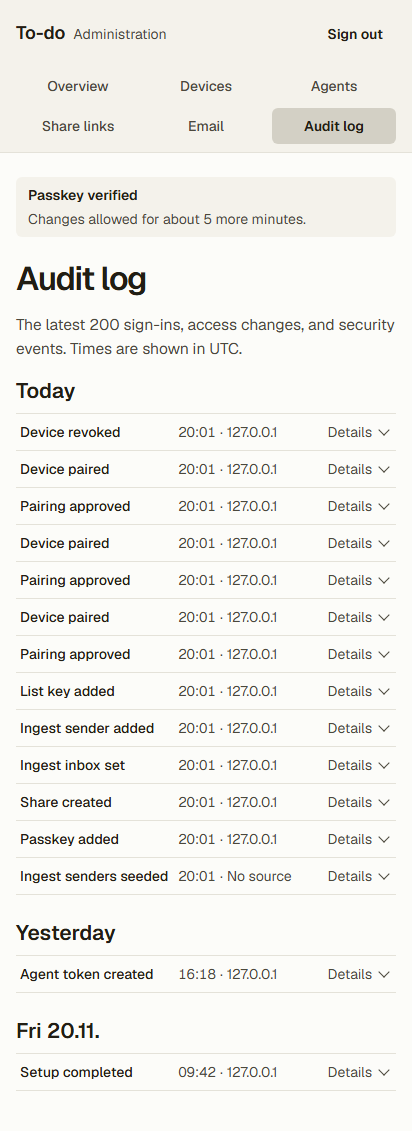 To-do Administration Sign out
Overview Devices Agents
Share links Email Audit log
Passkey verified
Changes allowed for about 5 more minutes.
Audit log
The latest 200 sign-ins, access changes, and security
events. Times are shown in UTC.
Today
Device revoked 20:01 · 127.0.0.1 Details
Device paired 20:01 · 127.0.0.1 Details
Pairing approved 20:01 · 127.0.0.1 Details
Device paired 20:01 · 127.0.0.1 Details
Pairing approved 20:01 · 127.0.0.1 Details
Device paired 20:01 · 127.0.0.1 Details
Pairing approved 20:01 · 127.0.0.1 Details
List key added 20:01 · 127.0.0.1 Details
Ingest sender added 20:01 · 127.0.0.1 Details
Ingest inbox set 20:01 · 127.0.0.1 Details
Share created 20:01 · 127.0.0.1 Details
Passkey added 20:01 · 127.0.0.1 Details
Ingest senders seeded 20:01 · No source Details
Yesterday
Agent token created 16:18 · 127.0.0.1 Details
Fri 20.11.
Setup completed 09:42 · 127.0.0.1 Details